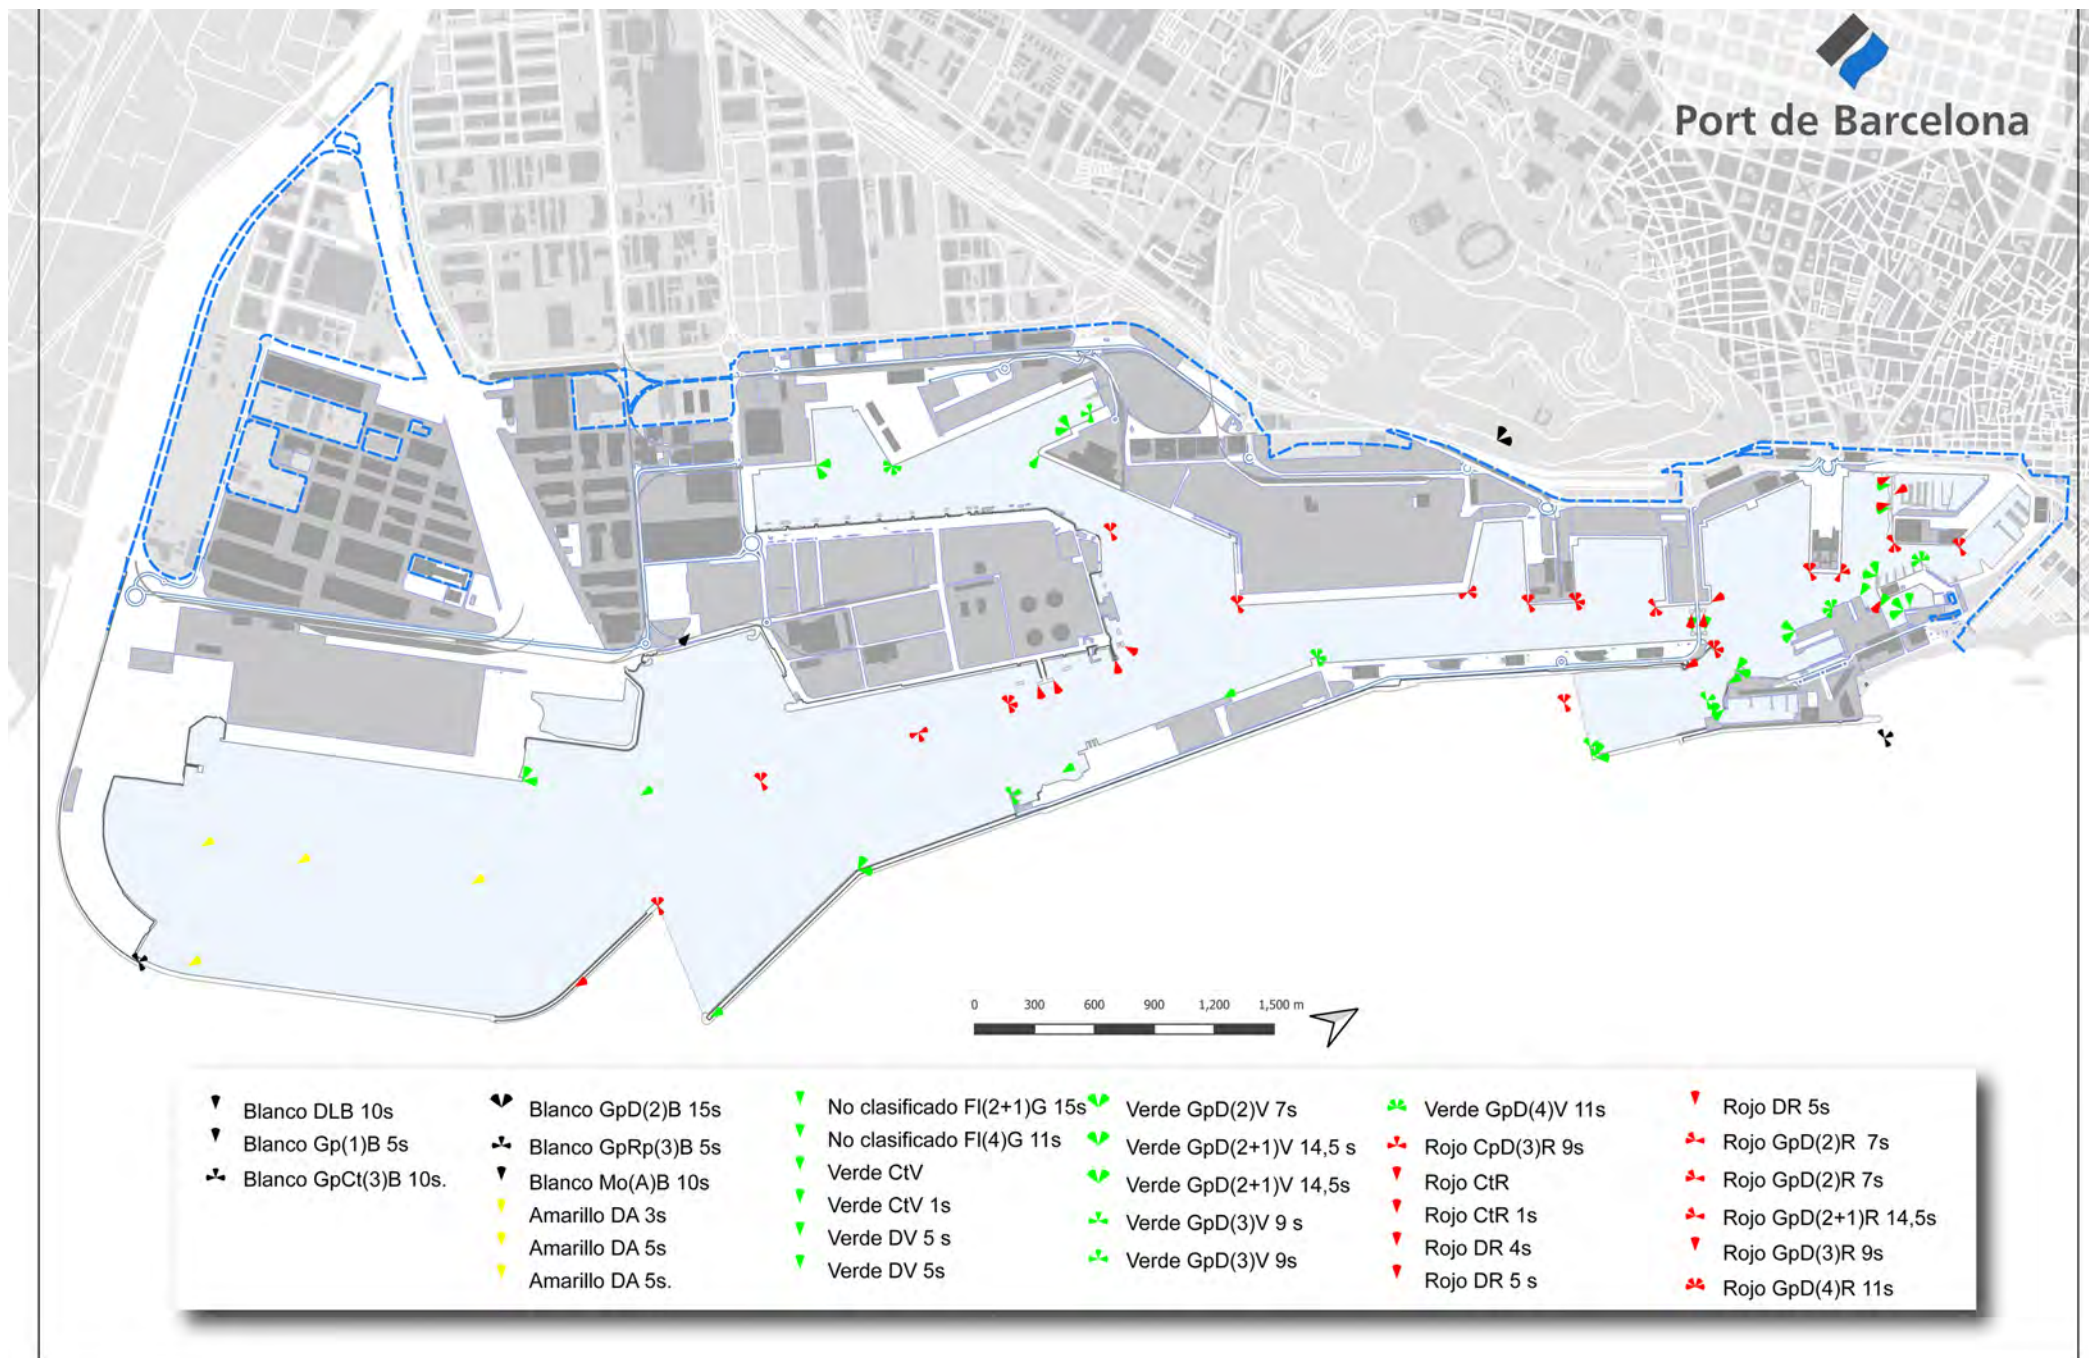 Port de Barcelona
0 300 600 900 1,200 1,500 m
Blanco DLB 10s
Blanco Gp(1)B 5s
Blanco GpCt(3)B 10s.
Blanco GpD(2)B 15s
Blanco GpRp(3)B 5s
Blanco Mo(A)B 10s
Amarillo DA 3s
Amarillo DA 5s
Amarillo DA 5s.
No clasificado Fl(2+1)G 15s
No clasificado Fl(4)G 11s
Verde CtV
Verde CtV 1s
Verde DV 5 s
Verde DV 5s
Verde GpD(2)V 7s
Verde GpD(2+1)V 14,5 s
Verde GpD(2+1)V 14,5s
Verde GpD(3)V 9 s
Verde GpD(3)V 9s
Verde GpD(4)V 11s
Rojo CpD(3)R 9s
Rojo CtR
Rojo CtR 1s
Rojo DR 4s
Rojo DR 5 s
Rojo DR 5s
Rojo GpD(2)R  7s
Rojo GpD(2)R 7s
Rojo GpD(2+1)R 14,5s
Rojo GpD(3)R 9s
Rojo GpD(4)R 11s